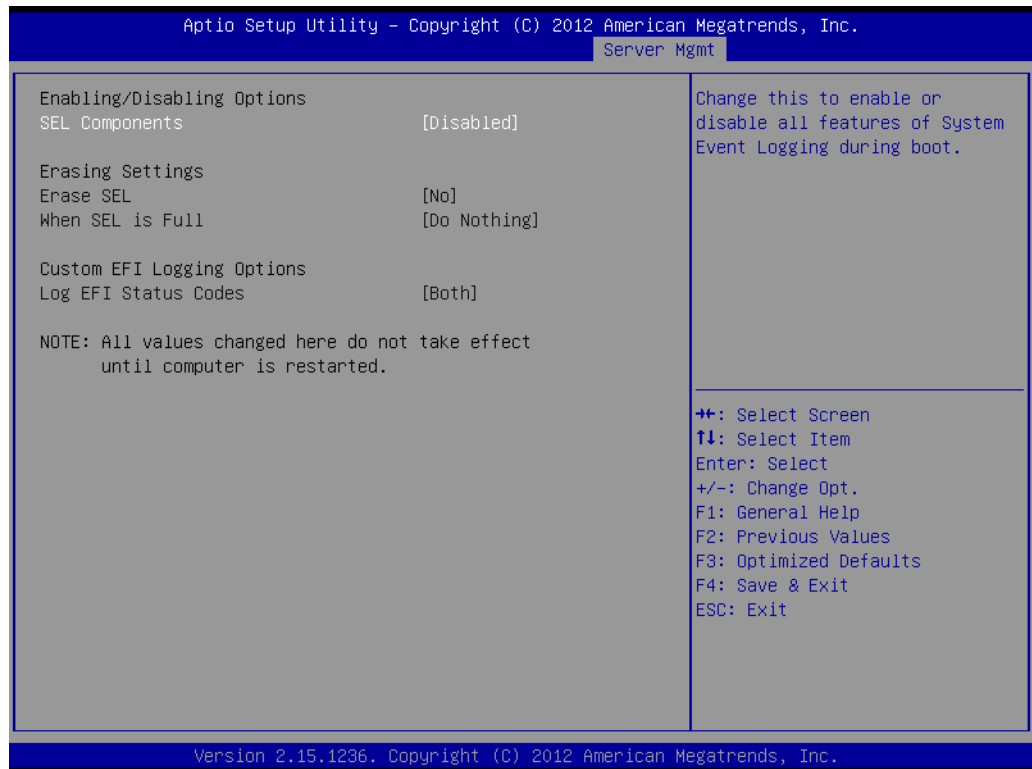 Aptio Setup Utility – Copyright (C) 2012 American Megatrends, Inc.
Server Mgmt
Enabling/Disabling Options
SEL Components [Disabled]
Erasing Settings
Erase SEL [No]
When SEL is Full [Do Nothing]
Custom EFI Logging Options
Log EFI Status Codes [Both]
NOTE: All values changed here do not take effect
until computer is restarted.
Change this to enable or
disable all features of System
Event Logging during boot.
→←: Select Screen
↑↓: Select Item
Enter: Select
+/-: Change Opt.
F1: General Help
F2: Previous Values
F3: Optimized Defaults
F4: Save & Exit
ESC: Exit
Version 2.15.1236. Copyright (C) 2012 American Megatrends, Inc.